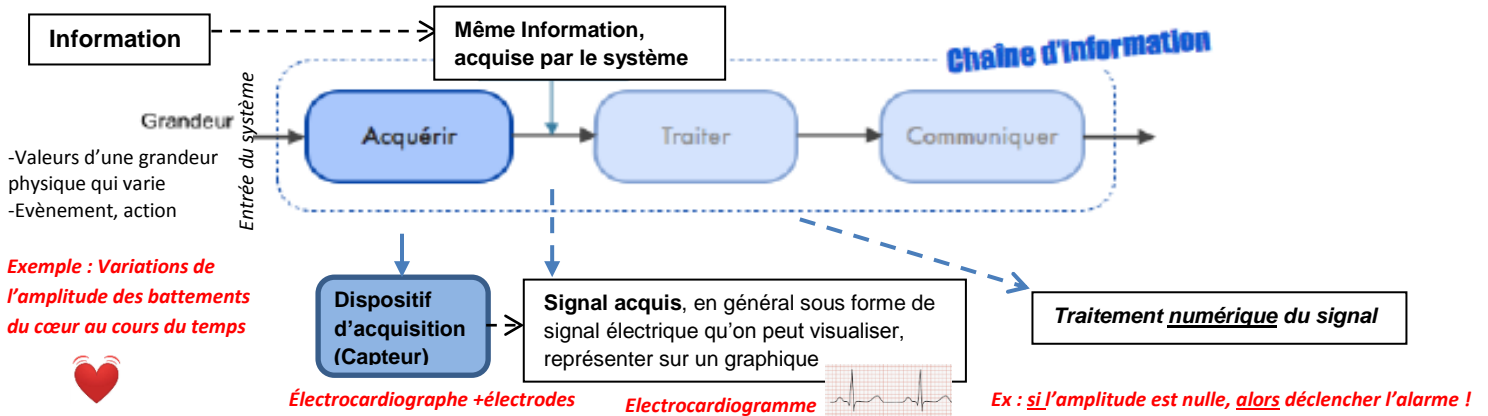 Information
Même Information,
acquise par le système
Chaîne d'information
Grandeur
Entrée du système
Acquérir
Traiter
Communiquer
-Valeurs d'une grandeur
physique qui varie
-Evènement, action
Exemple : Variations de
l'amplitude des battements
du cœur au cours du temps
Dispositif
d'acquisition
(Capteur)
Signal acquis, en général sous forme de
signal électrique qu'on peut visualiser,
représenter sur un graphique
Traitement numérique du signal
Électrocardiographe +électrodes
Electrocardiogramme
Ex : si l'amplitude est nulle, alors déclencher l'alarme !